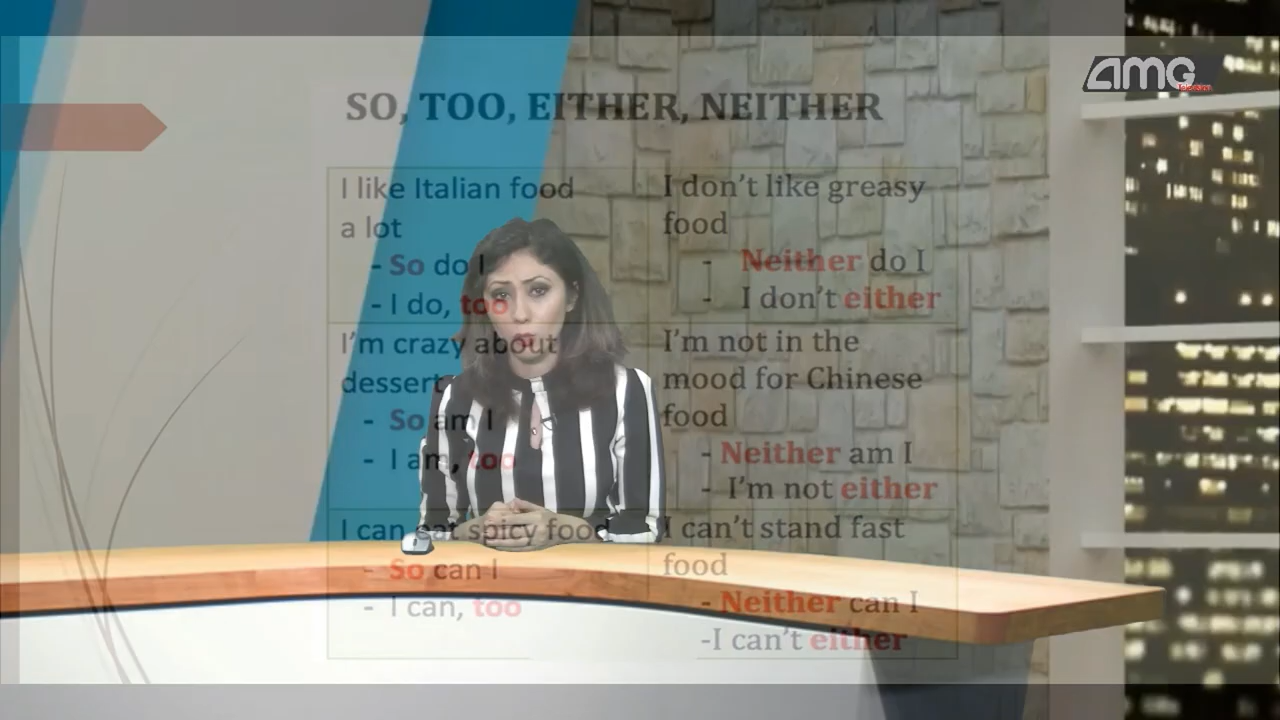 AMG
SO, TOO, EITHER, NEITHER
I like Italian food
a lot
- So do I
- I do, too
I'm crazy about
dessert
- So am I
- I am, too
I can eat spicy food
- So can I
- I can, too
I don't like greasy
food
- Neither do I
- I don't either
I'm not in the
mood for Chinese
food
- Neither am I
- I'm not either
I can't stand fast
food
- Neither can I
-I can't either